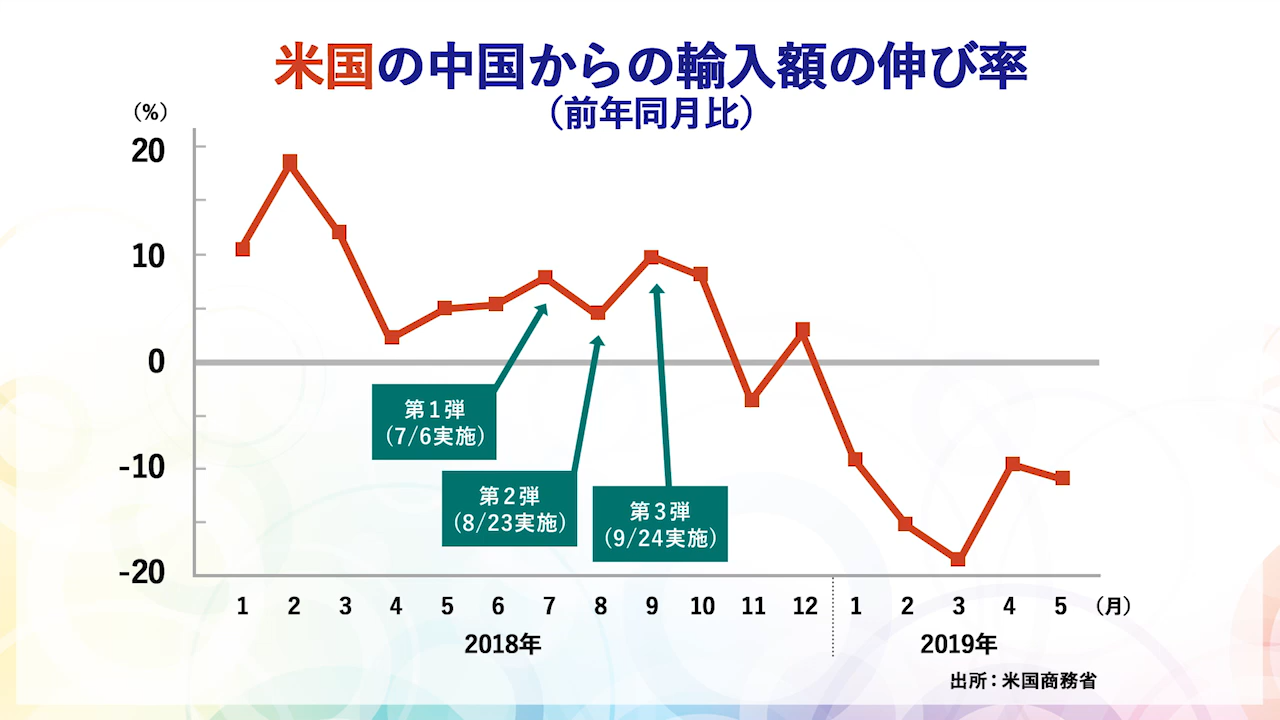 米国の中国からの輸入額の伸び率
（前年同月比）
（%）
20
10
0
-10
-20
第1弾
（7/6実施）
第2弾
（8/23実施）
第3弾
（9/24実施）
1 2 3 4 5 6 7 8 9 10 11 12 1 2 3 4 5 （月）
2018年 2019年
出所：米国商務省